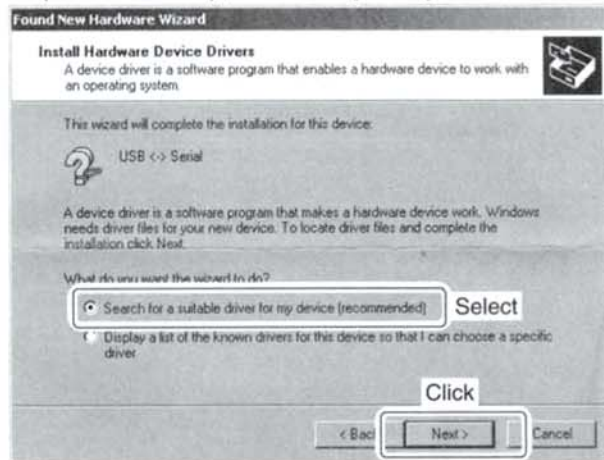 Found New Hardware Wizard
Install Hardware Device Drivers
A device driver is a software program that enables a hardware device to work with
an operating system.
This wizard will complete the installation for this device:
USB <-> Serial
A device driver is a software program that makes a hardware device work. Windows
needs driver files for your new device. To locate driver files and complete the
installation click Next.
What do you want the wizard to do?
Search for a suitable driver for my device (recommended)
Select
Display a list of the known drivers for this device so that I can choose a specific
driver
Click
< Back
Next >
Cancel